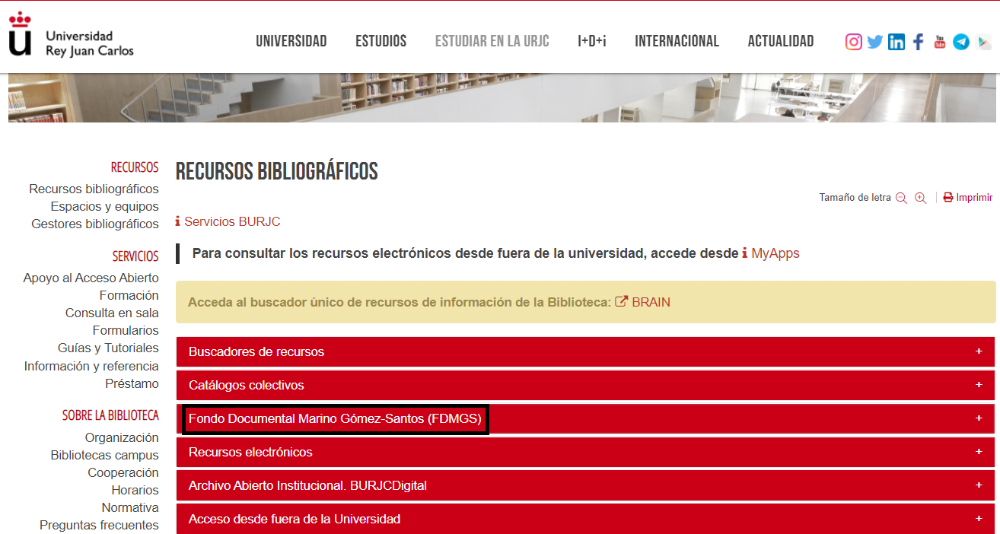 Universidad
Rey Juan Carlos
UNIVERSIDAD ESTUDIOS ESTUDIAR EN LA URJC I+D+i INTERNACIONAL ACTUALIDAD
RECURSOS
Recursos bibliográficos
Espacios y equipos
Gestores bibliográficos
SERVICIOS
Apoyo al Acceso Abierto
Formación
Consulta en sala
Formularios
Guías y Tutoriales
Información y referencia
Préstamo
SOBRE LA BIBLIOTECA
Organización
Bibliotecas campus
Cooperación
Horarios
Normativa
Preguntas frecuentes
RECURSOS BIBLIOGRÁFICOS
Tamaño de letra Imprimir
Servicios BURJC
Para consultar los recursos electrónicos desde fuera de la universidad, accede desde MyApps
Acceda al buscador único de recursos de información de la Biblioteca: BRAIN
Buscadores de recursos +
Catálogos colectivos +
Fondo Documental Marino Gómez-Santos (FDMGS) +
Recursos electrónicos +
Archivo Abierto Institucional. BURJCDigital +
Acceso desde fuera de la Universidad +